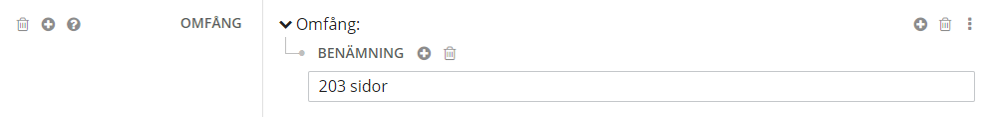 OMFÅNG
Omfång:
BENÄMNING
203 sidor